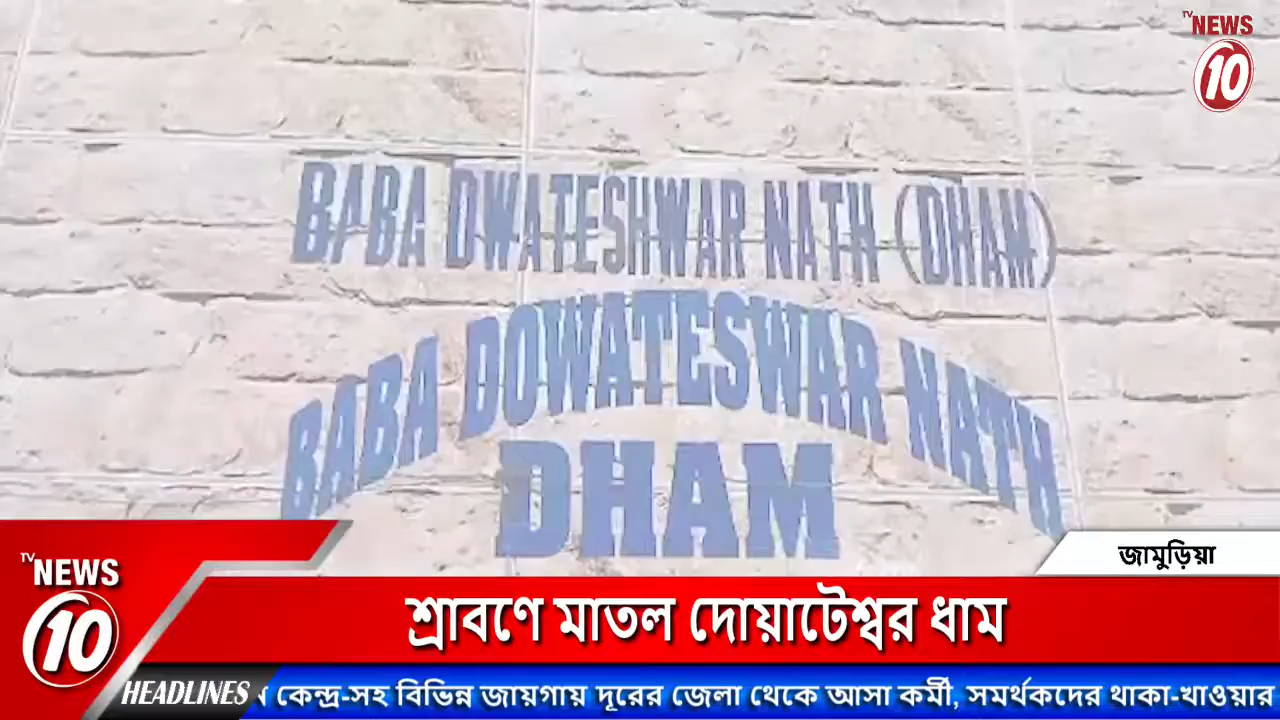 TV NEWS
10
BABA DWATESHWAR NATH (DHAM)
BABA DOWATESWAR NATH
DHAM
জামুড়িয়া
TV NEWS
10
শ্রাবণে মাতল দোয়াটেশ্বর ধাম
HEADLINES
কেন্দ্র-সহ বিভিন্ন জায়গায় দূরের জেলা থেকে আসা কর্মী, সমর্থকদের থাকা-খাওয়ার